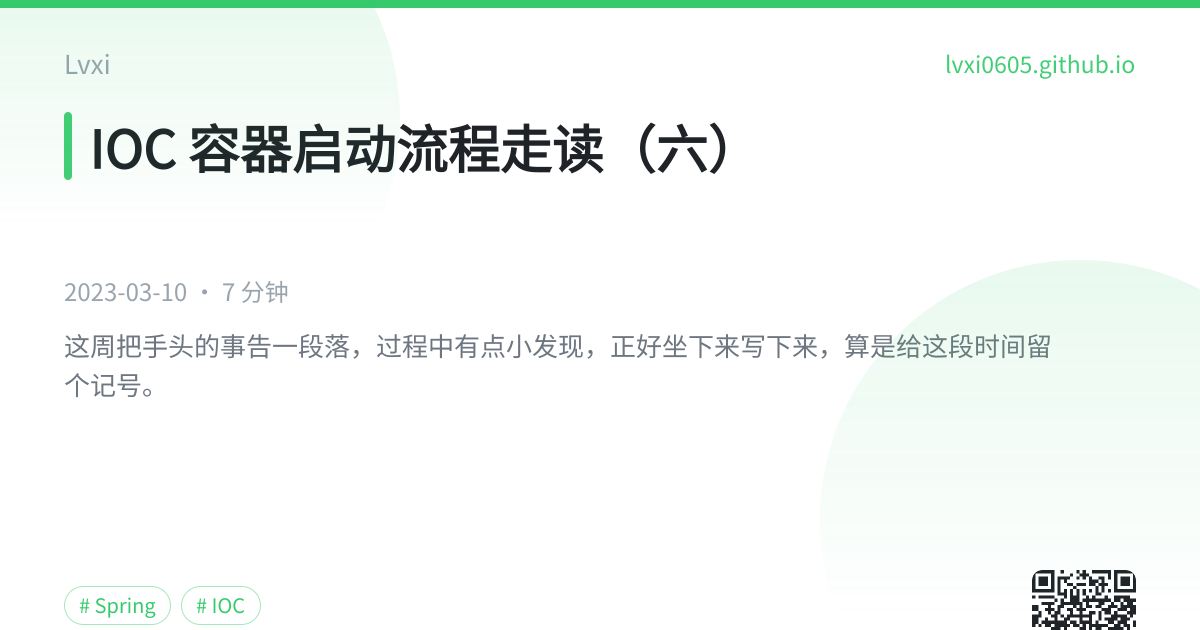 Lvxi
lvxi0605.github.io
IOC 容器启动流程走读（六）
2023-03-10 · 7 分钟
这周把手头的事告一段落，过程中有点小发现，正好坐下来写下来，算是给这段时间留
个记号。
# Spring
# IOC